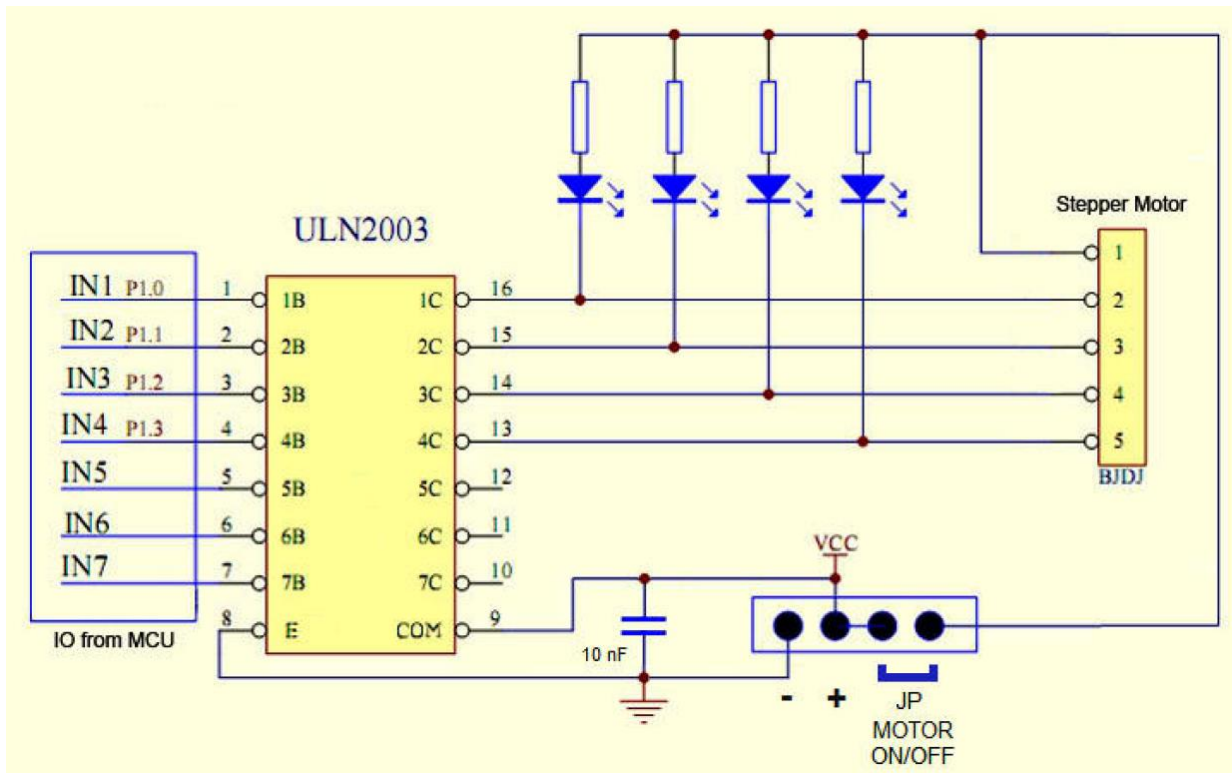 Stepper Motor
ULN2003
1
IN1 P1.0 1 1B 1C 16 2
IN2 P1.1 2 2B 2C 15 3
IN3 P1.2 3 3B 3C 14 4
IN4 P1.3 4 4B 4C 13 5
BJDJ
IN5 5 5B 5C 12
IN6 6 6B 6C 11
VCC
IN7 7 7B 7C 10
8 E COM 9
IO from MCU
10 nF
- + JP
MOTOR
ON/OFF